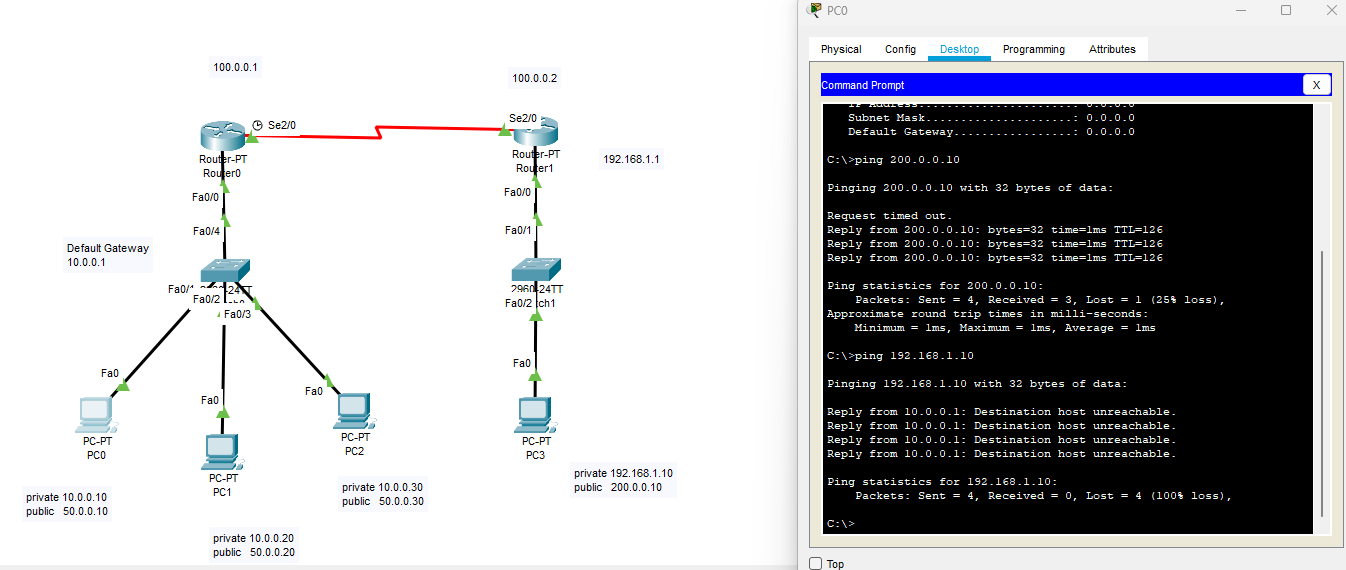 100.0.0.1
100.0.0.2
Se2/0
Se2/0
Router-PT
Router0
Router-PT
Router1
192.168.1.1
Fa0/0
Fa0/0
Fa0/4
Fa0/1
Default Gateway
10.0.0.1
Fa0/1
Fa0/2
Fa0/3
2960-24TT
Fa0/2
Fa0
Fa0
Fa0
Fa0
PC-PT
PC0
PC-PT
PC1
PC-PT
PC2
PC-PT
PC3
private 10.0.0.10
public 50.0.0.10
private 10.0.0.20
public 50.0.0.20
private 10.0.0.30
public 50.0.0.30
private 192.168.1.10
public 200.0.0.10
PC0
Physical Config Desktop Programming Attributes
Command Prompt X
IP Address......................: 0.0.0.0
Subnet Mask.....................: 0.0.0.0
Default Gateway.................: 0.0.0.0
C:\>ping 200.0.0.10
Pinging 200.0.0.10 with 32 bytes of data:
Request timed out.
Reply from 200.0.0.10: bytes=32 time=1ms TTL=126
Reply from 200.0.0.10: bytes=32 time=1ms TTL=126
Reply from 200.0.0.10: bytes=32 time=1ms TTL=126
Ping statistics for 200.0.0.10:
Packets: Sent = 4, Received = 3, Lost = 1 (25% loss),
Approximate round trip times in milli-seconds:
Minimum = 1ms, Maximum = 1ms, Average = 1ms
C:\>ping 192.168.1.10
Pinging 192.168.1.10 with 32 bytes of data:
Reply from 10.0.0.1: Destination host unreachable.
Reply from 10.0.0.1: Destination host unreachable.
Reply from 10.0.0.1: Destination host unreachable.
Reply from 10.0.0.1: Destination host unreachable.
Ping statistics for 192.168.1.10:
Packets: Sent = 4, Received = 0, Lost = 4 (100% loss),
C:\>
Top